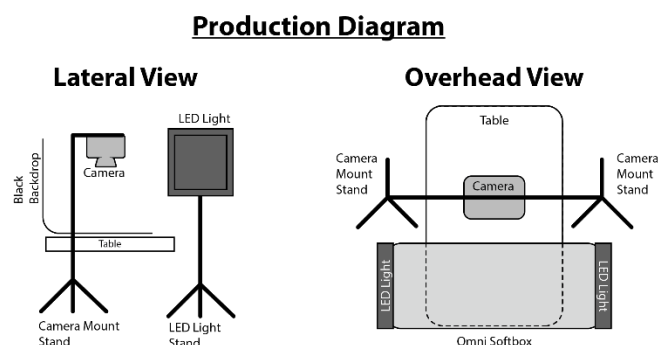 Production Diagram
Lateral View
LED Light
Camera
Black
Backdrop
Table
Camera Mount
Stand
LED Light
Stand
Overhead View
Table
Camera
Mount
Stand
Camera
Camera
Mount
Stand
LED Light
LED Light
Omni Softbox